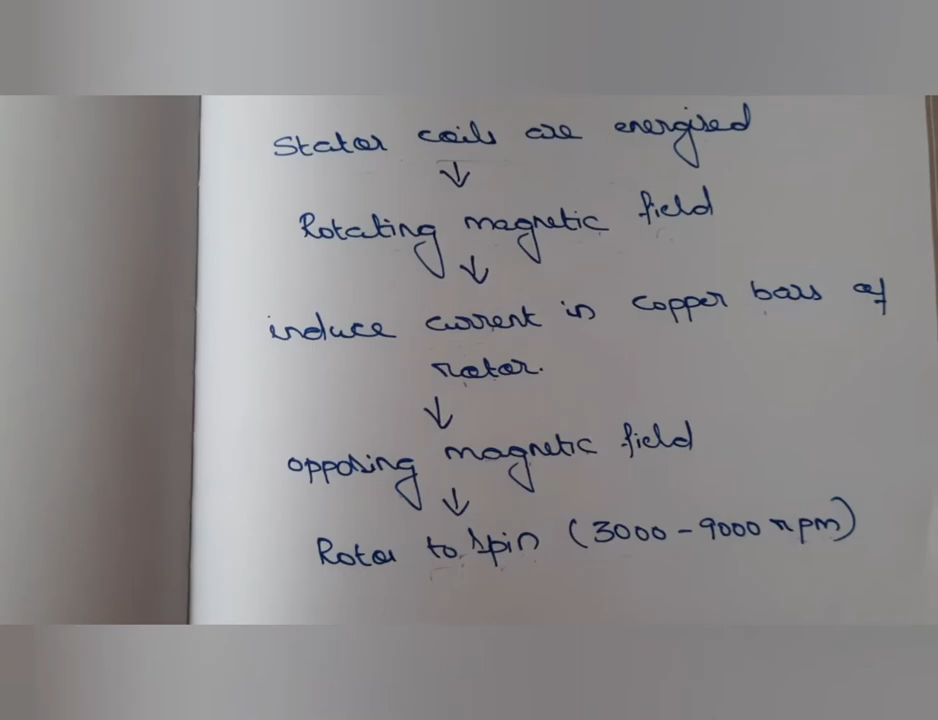 Stator coils are energised
↓
Rotating magnetic field
↓
induce current in copper bars of
rotor.
↓
opposing magnetic field
↓
Rotor to spin (3000 - 9000 rpm)